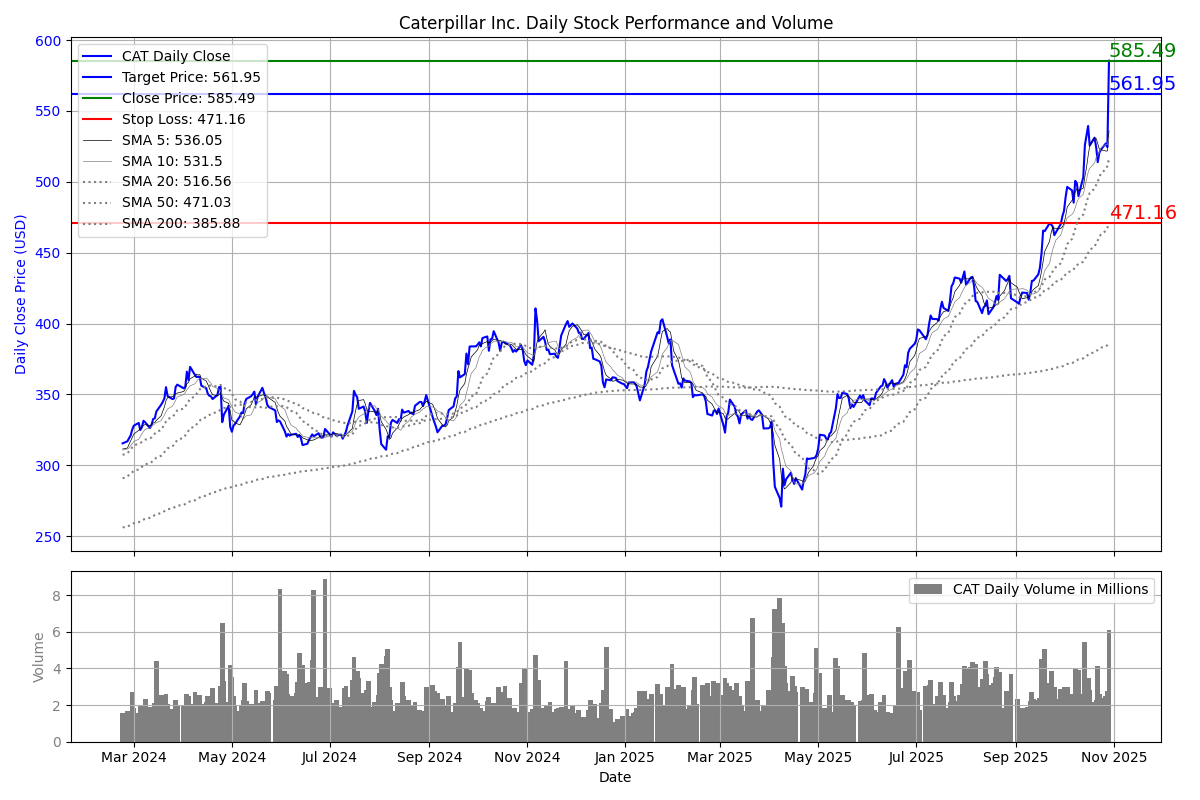 Caterpillar Inc. Daily Stock Performance and Volume
600
550
500
450
400
350
300
250
Daily Close Price (USD)
CAT Daily Close
Target Price: 561.95
Close Price: 585.49
Stop Loss: 471.16
SMA 5: 536.05
SMA 10: 531.5
SMA 20: 516.56
SMA 50: 471.03
SMA 200: 385.88
585.49
561.95
471.16
8
6
4
2
0
Volume
CAT Daily Volume in Millions
Mar 2024 May 2024 Jul 2024 Sep 2024 Nov 2024 Jan 2025 Mar 2025 May 2025 Jul 2025 Sep 2025 Nov 2025
Date